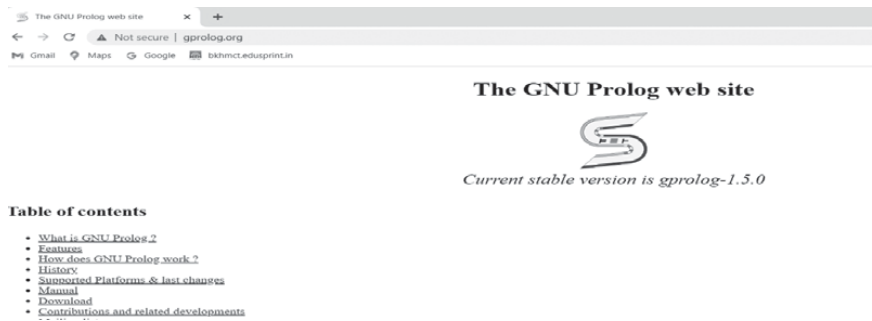 The GNU Prolog web site
Not secure | gprolog.org
Gmail Maps Google bkhmct.edusprint.in
The GNU Prolog web site
Current stable version is gprolog-1.5.0
Table of contents
What is GNU Prolog ?
Features
How does GNU Prolog work ?
History
Supported Platforms & last changes
Manual
Download
Contributions and related developments